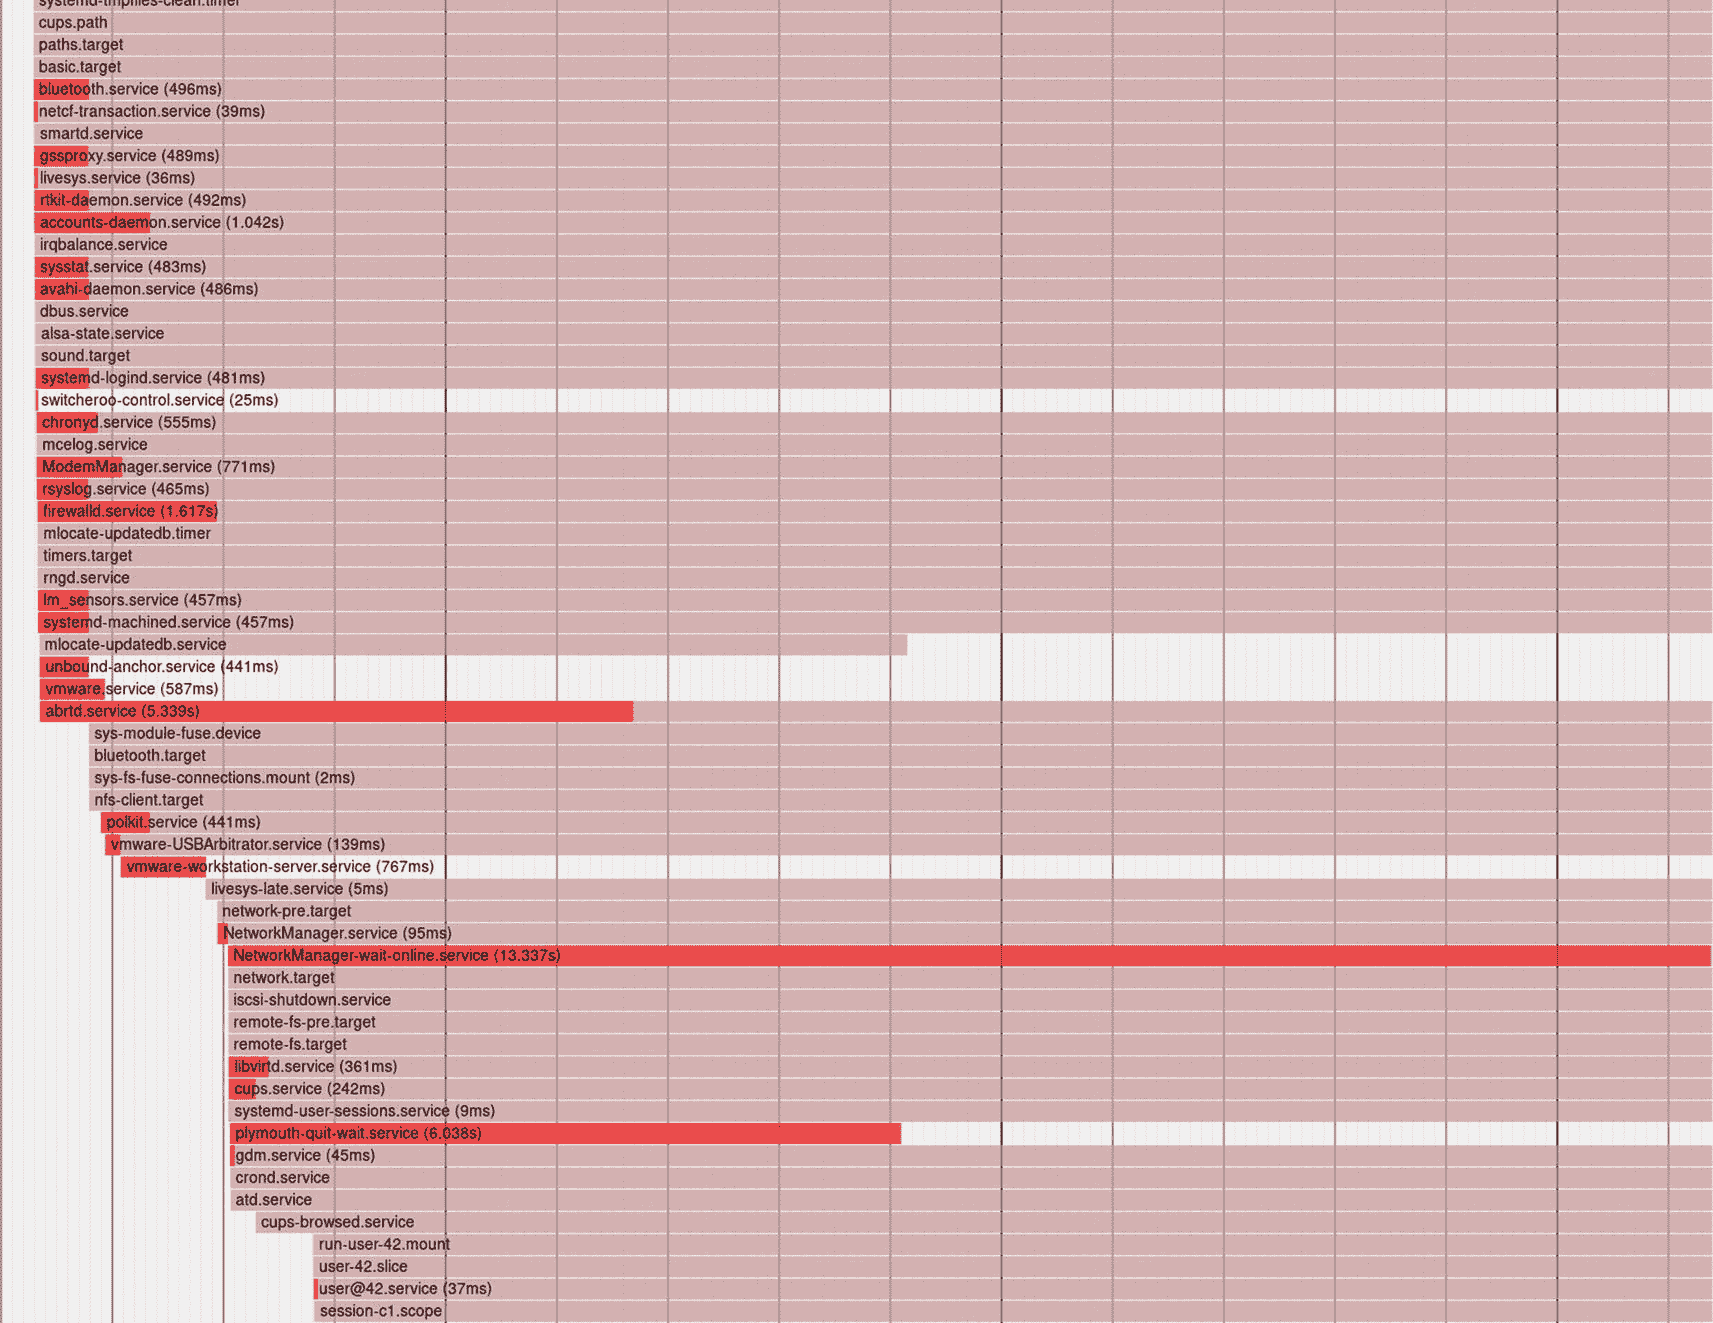 systemd-tmpfiles-clean.timer
cups.path
paths.target
basic.target
bluetooth.service (496ms)
netcf-transaction.service (39ms)
smartd.service
gssproxy.service (489ms)
livesys.service (36ms)
rtkit-daemon.service (492ms)
accounts-daemon.service (1.042s)
irqbalance.service
sysstat.service (483ms)
avahi-daemon.service (486ms)
dbus.service
alsa-state.service
sound.target
systemd-logind.service (481ms)
switcheroo-control.service (25ms)
chronyd.service (555ms)
mcelog.service
ModemManager.service (771ms)
rsyslog.service (465ms)
firewalld.service (1.617s)
mlocate-updatedb.timer
timers.target
rngd.service
lm_sensors.service (457ms)
systemd-machined.service (457ms)
mlocate-updatedb.service
unbound-anchor.service (441ms)
vmware.service (587ms)
abrtd.service (5.339s)
sys-module-fuse.device
bluetooth.target
sys-fs-fuse-connections.mount (2ms)
nfs-client.target
polkit.service (441ms)
vmware-USBArbitrator.service (139ms)
vmware-workstation-server.service (767ms)
livesys-late.service (5ms)
network-pre.target
NetworkManager.service (95ms)
NetworkManager-wait-online.service (13.337s)
network.target
iscsi-shutdown.service
remote-fs-pre.target
remote-fs.target
libvirtd.service (361ms)
cups.service (242ms)
systemd-user-sessions.service (9ms)
plymouth-quit-wait.service (6.038s)
gdm.service (45ms)
crond.service
atd.service
cups-browsed.service
run-user-42.mount
user-42.slice
user@42.service (37ms)
session-c1.scope